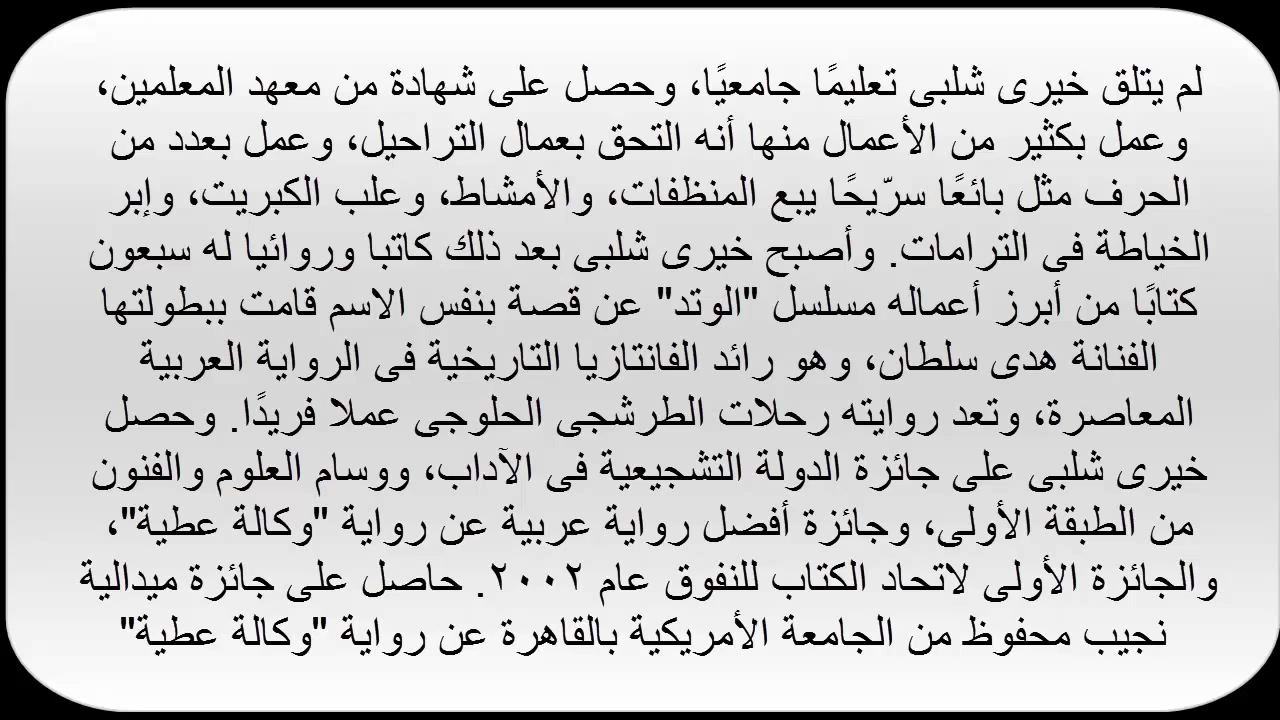 لم يتلق خيرى شلبى تعليمًا جامعيًا، وحصل على شهادة من معهد المعلمين،
وعمل بكثير من الأعمال منها أنه التحق بعمال التراحيل، وعمل بعدد من
الحرف مثل بائعًا سرّيحًا يبع المنظفات، والأمشاط، وعلب الكبريت، وإبر
الخياطة فى الترامات. وأصبح خيرى شلبى بعد ذلك كاتبا وروائيا له سبعون
كتابًا من أبرز أعماله مسلسل "الوتد" عن قصة بنفس الاسم قامت ببطولتها
الفنانة هدى سلطان، وهو رائد الفانتازيا التاريخية فى الرواية العربية
المعاصرة، وتعد روايته رحلات الطرشجى الحلوجى عملا فريدًا. وحصل
خيرى شلبى على جائزة الدولة التشجيعية فى الآداب، ووسام العلوم والفنون
من الطبقة الأولى، وجائزة أفضل رواية عربية عن رواية "وكالة عطية"،
والجائزة الأولى لاتحاد الكتاب للنفوق عام ٢٠٠٢. حاصل على جائزة ميدالية
نجيب محفوظ من الجامعة الأمريكية بالقاهرة عن رواية "وكالة عطية"